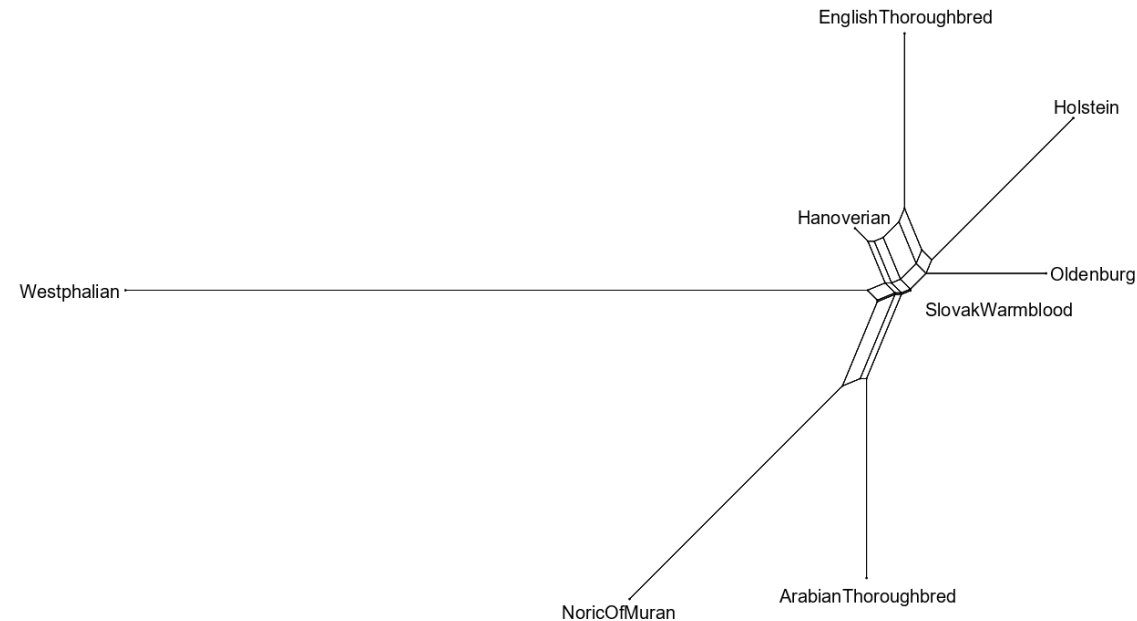 EnglishThoroughbred
Holstein
Hanoverian
Oldenburg
Westphalian
SlovakWarmblood
ArabianThoroughbred
NoricOfMuran